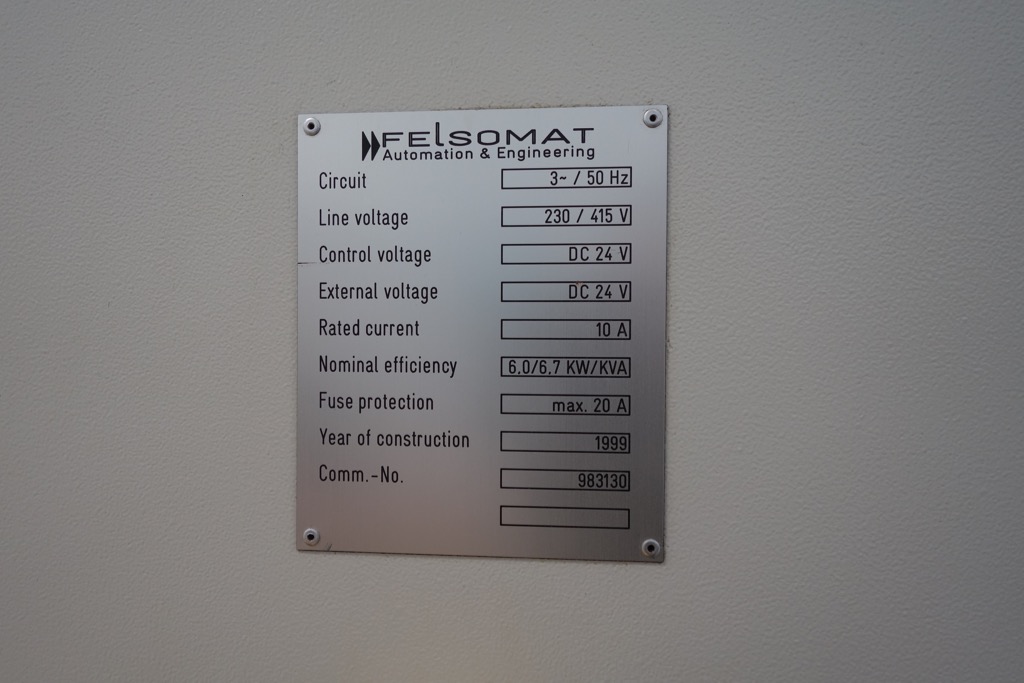 FELSOMAT
Automation & Engineering
Circuit 3~ / 50 Hz
Line voltage 230 / 415 V
Control voltage DC 24 V
External voltage DC 24 V
Rated current 10 A
Nominal efficiency 6,0/6,7 KW/KVA
Fuse protection max. 20 A
Year of construction 1999
Comm.-No. 983130